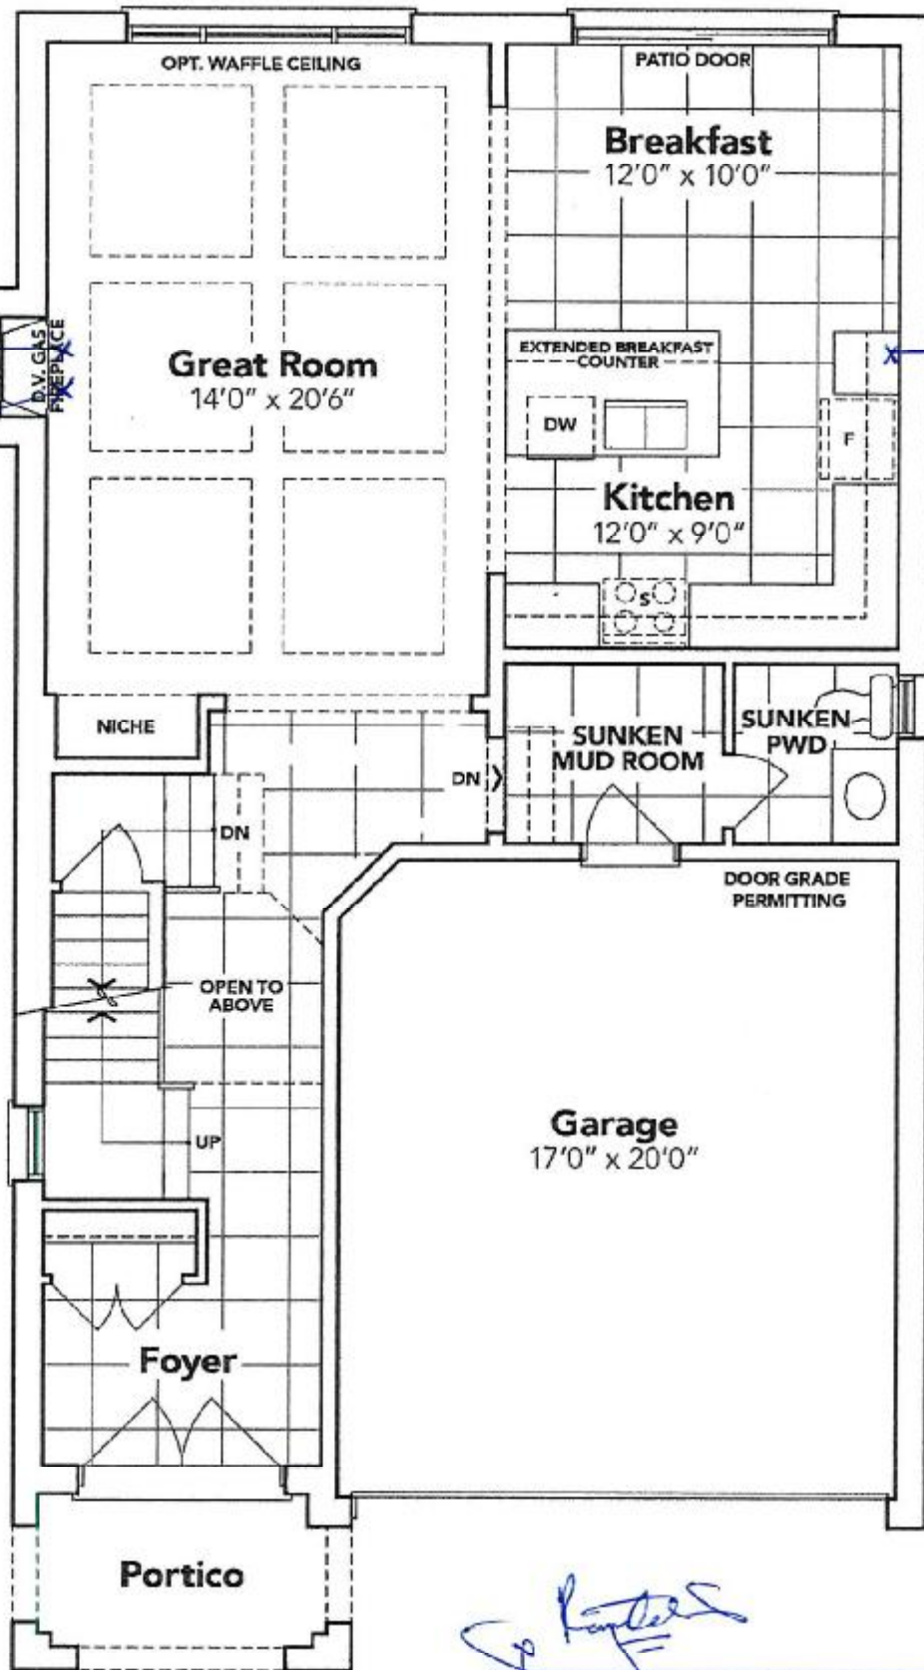 OPT. WAFFLE CEILING
PATIO DOOR
Breakfast
12'0" x 10'0"
D.V. GAS
FIREPLACE
Great Room
14'0" x 20'6"
EXTENDED BREAKFAST
COUNTER
DW
F
Kitchen
12'0" x 9'0"
S
NICHE
SUNKEN
MUD ROOM
SUNKEN
PWD
DN
DN
DOOR GRADE
PERMITTING
OPEN TO
ABOVE
UP
Garage
17'0" x 20'0"
Foyer
Portico